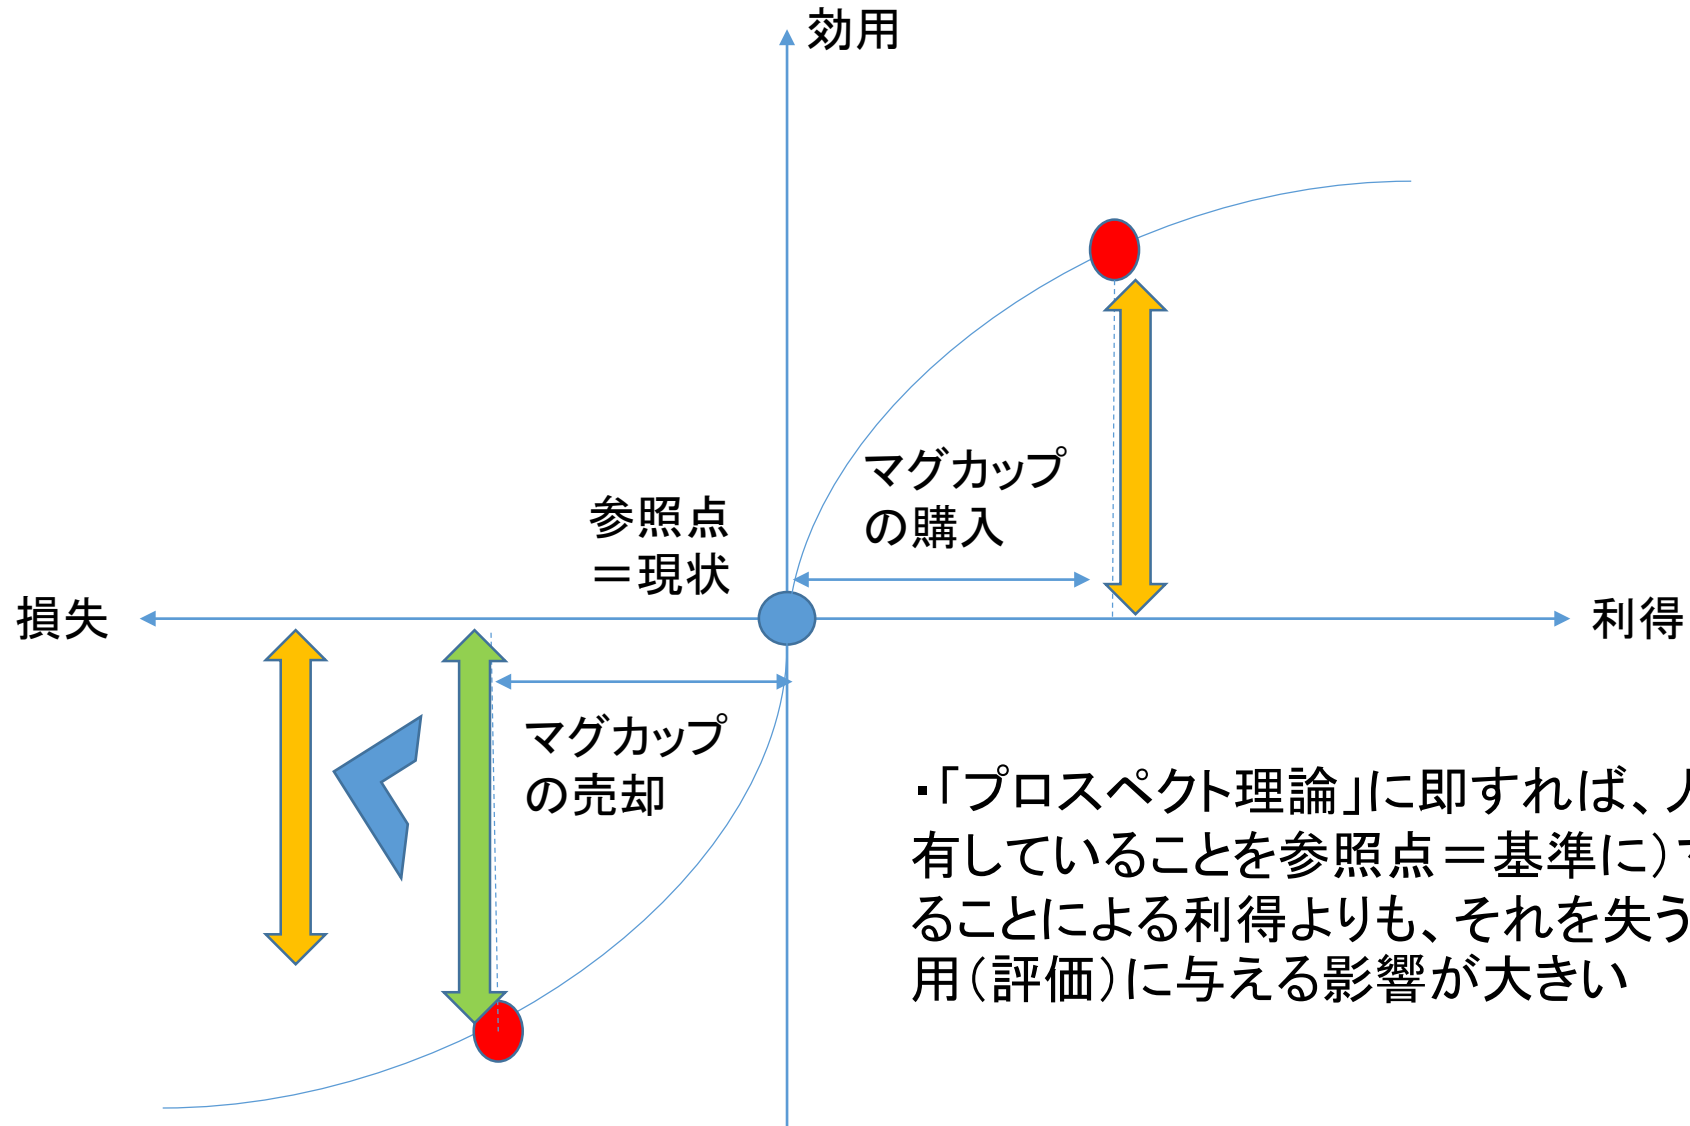 効用
マグカップ
の購入
参照点
＝現状
損失
利得
マグカップ
の売却
・「プロスペクト理論」に即すれば、
有していることを参照点＝基準に）
ることによる利得よりも、それを失う
用（評価）に与える影響が大きい